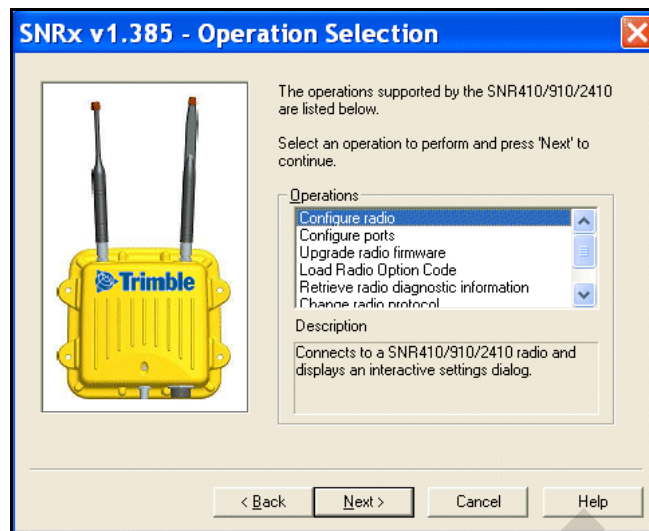 SNRx v1.385 - Operation Selection
The operations supported by the SNR410/910/2410
are listed below.
Select an operation to perform and press 'Next' to
continue.
Operations
Configure radio
Configure ports
Upgrade radio firmware
Load Radio Option Code
Retrieve radio diagnostic information
Change radio protocol
Trimble
Description
Connects to a SNR410/910/2410 radio and
displays an interactive settings dialog.
< Back
Next >
Cancel
Help